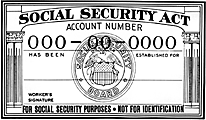 SOCIAL SECURITY ACT
ACCOUNT NUMBER
000-00-0000
HAS BEEN ESTABLISHED FOR
WORKER'S
SIGNATURE
FOR SOCIAL SECURITY PURPOSES • NOT FOR IDENTIFICATION